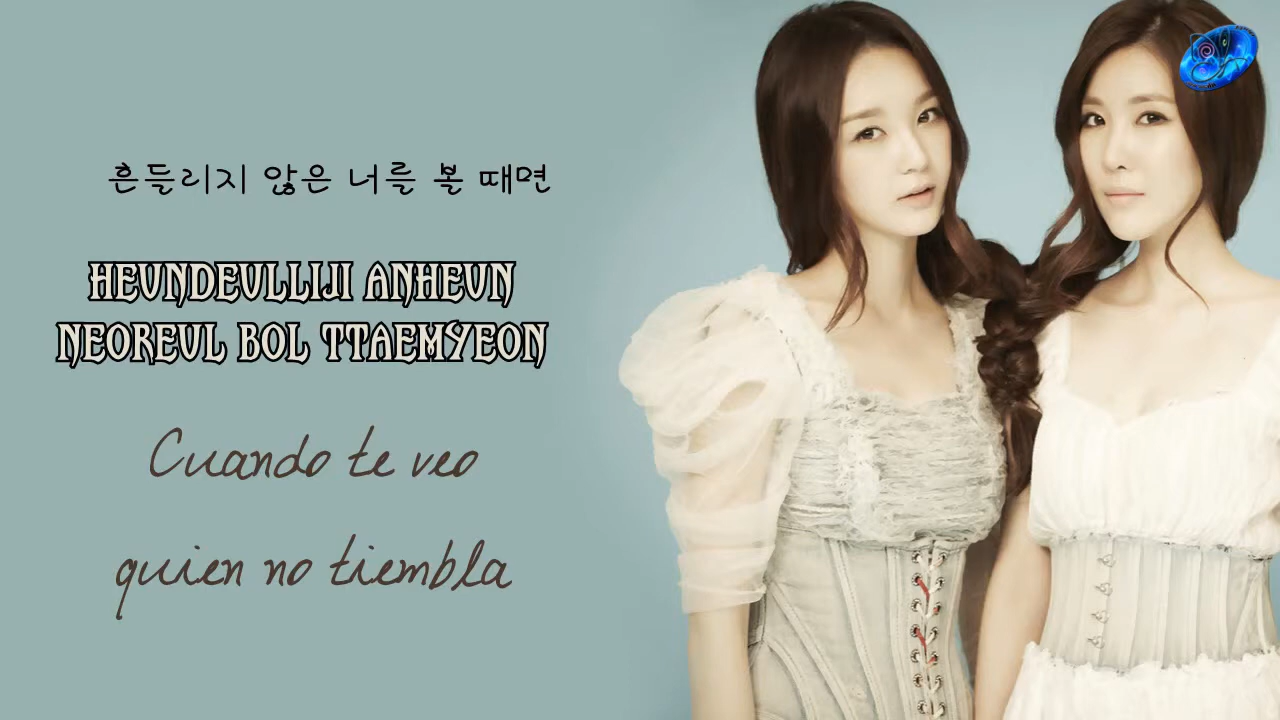 흔들리지 않은 너를 볼 때면
HEUNDEULLIJI ANHEUN
NEOREUL BOL TTAEMYEON
Cuando te veo
quien no tiembla